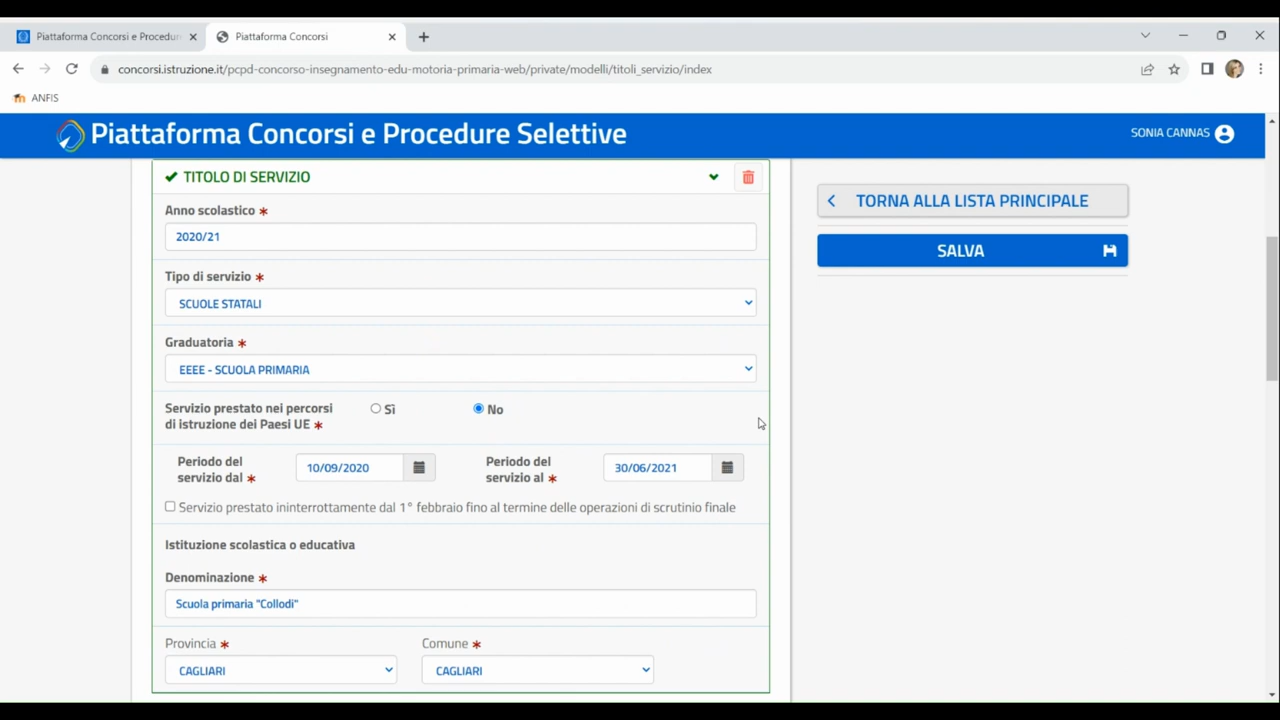 Piattaforma Concorsi e Procedur
Piattaforma Concorsi
concorsi.istruzione.it/pcpd-concorso-insegnamento-edu-motoria-primaria-web/private/modelli/titoli_servizio/index
ANFIS
Piattaforma Concorsi e Procedure Selettive
SONIA CANNAS
TITOLO DI SERVIZIO
Anno scolastico *
2020/21
Tipo di servizio *
SCUOLE STATALI
Graduatoria *
EEEE - SCUOLA PRIMARIA
Servizio prestato nei percorsi
di istruzione dei Paesi UE *
Sì
No
Periodo del
servizio dal *
10/09/2020
Periodo del
servizio al *
30/06/2021
Servizio prestato ininterrottamente dal 1° febbraio fino al termine delle operazioni di scrutinio finale
Istituzione scolastica o educativa
Denominazione *
Scuola primaria "Collodi"
Provincia *
CAGLIARI
Comune *
CAGLIARI
TORNA ALLA LISTA PRINCIPALE
SALVA